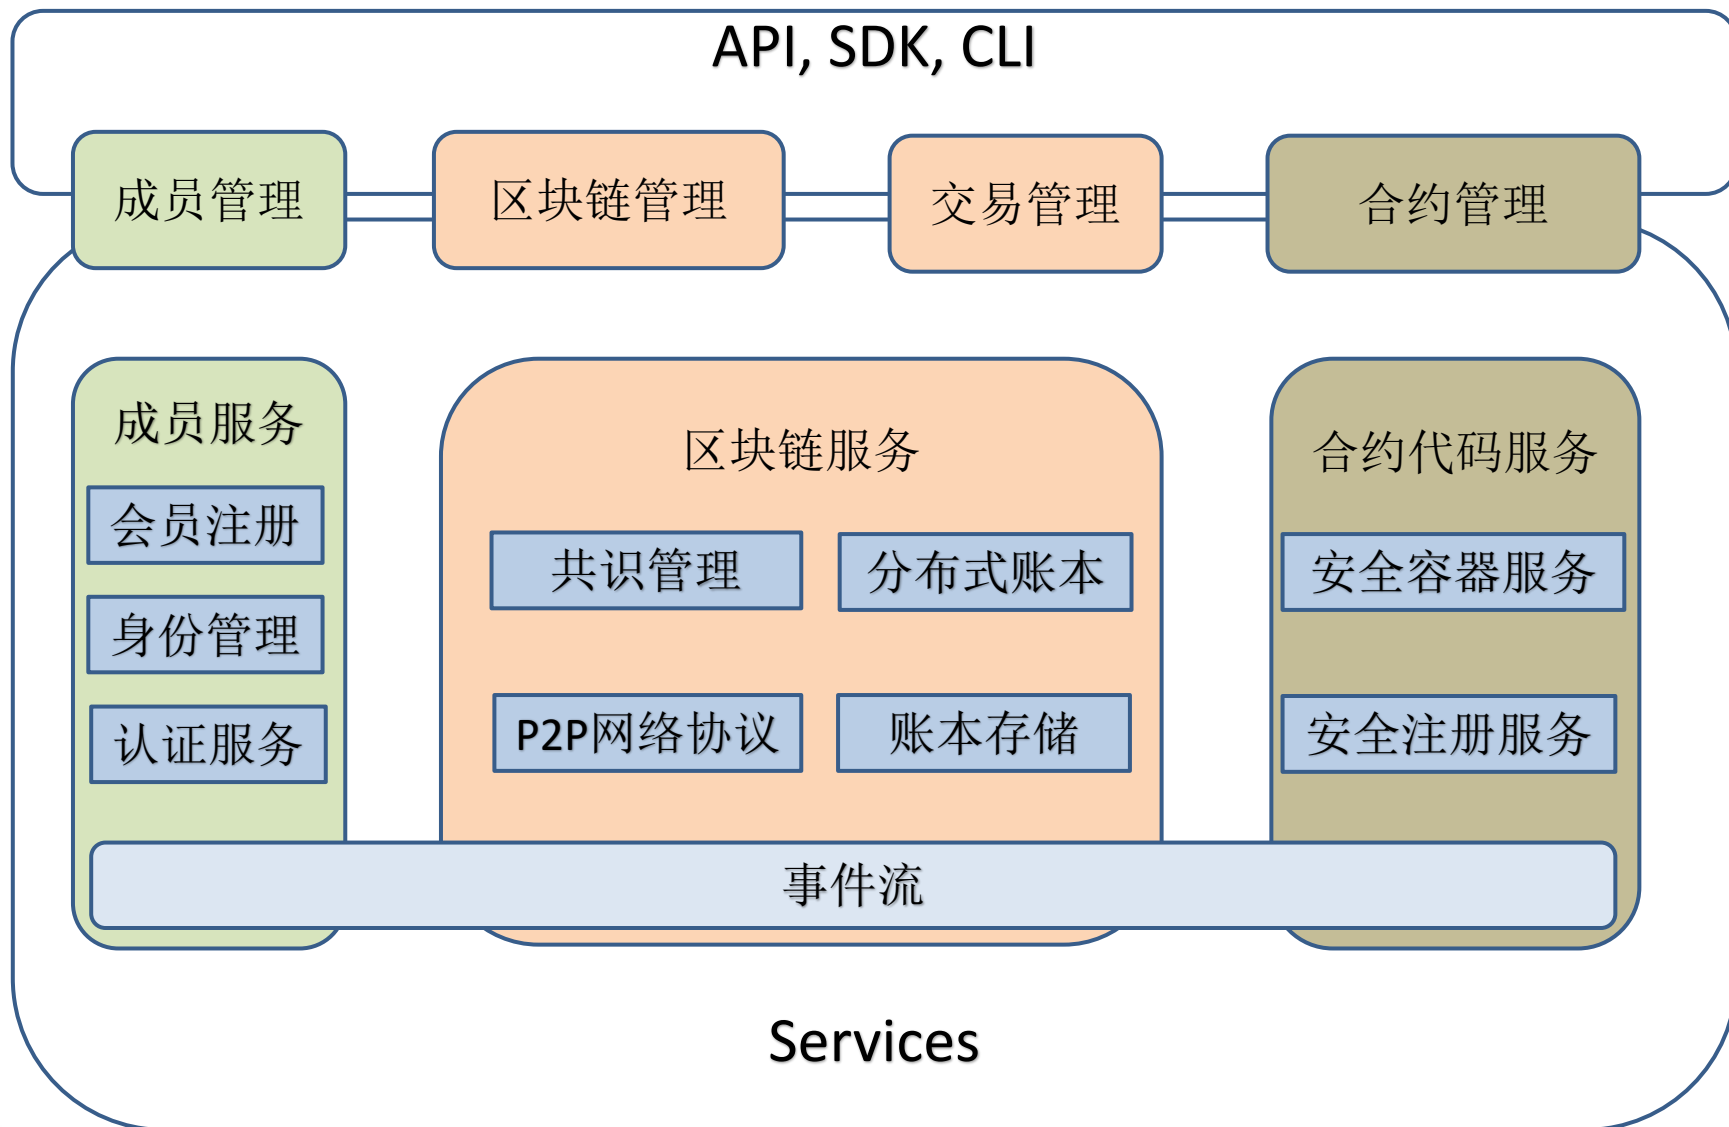 API, SDK, CLI
成员管理
区块链管理
交易管理
合约管理
成员服务
会员注册
身份管理
认证服务
区块链服务
共识管理
分布式账本
P2P网络协议
账本存储
合约代码服务
安全容器服务
安全注册服务
事件流
Services